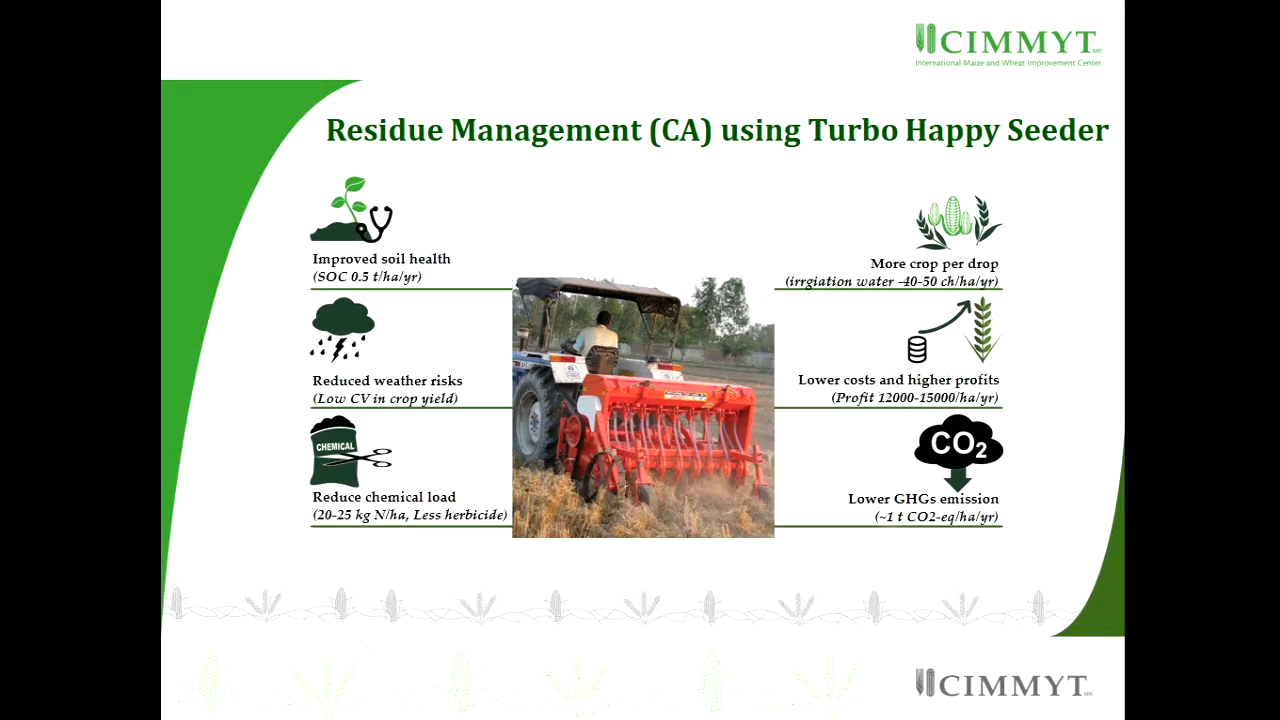 CIMMYT MR
International Maize and Wheat Improvement Center
Residue Management (CA) using Turbo Happy Seeder
Improved soil health
(SOC 0.5 t/ha/yr)
Reduced weather risks
(Low CV in crop yield)
CHEMICAL
Reduce chemical load
(20-25 kg N/ha, Less herbicide)
More crop per drop
(irrgiation water -40-50 ch/ha/yr)
Lower costs and higher profits
(Profit 12000-15000/ha/yr)
CO2
Lower GHGs emission
(~1 t CO2-eq/ha/yr)
CIMMYT MR